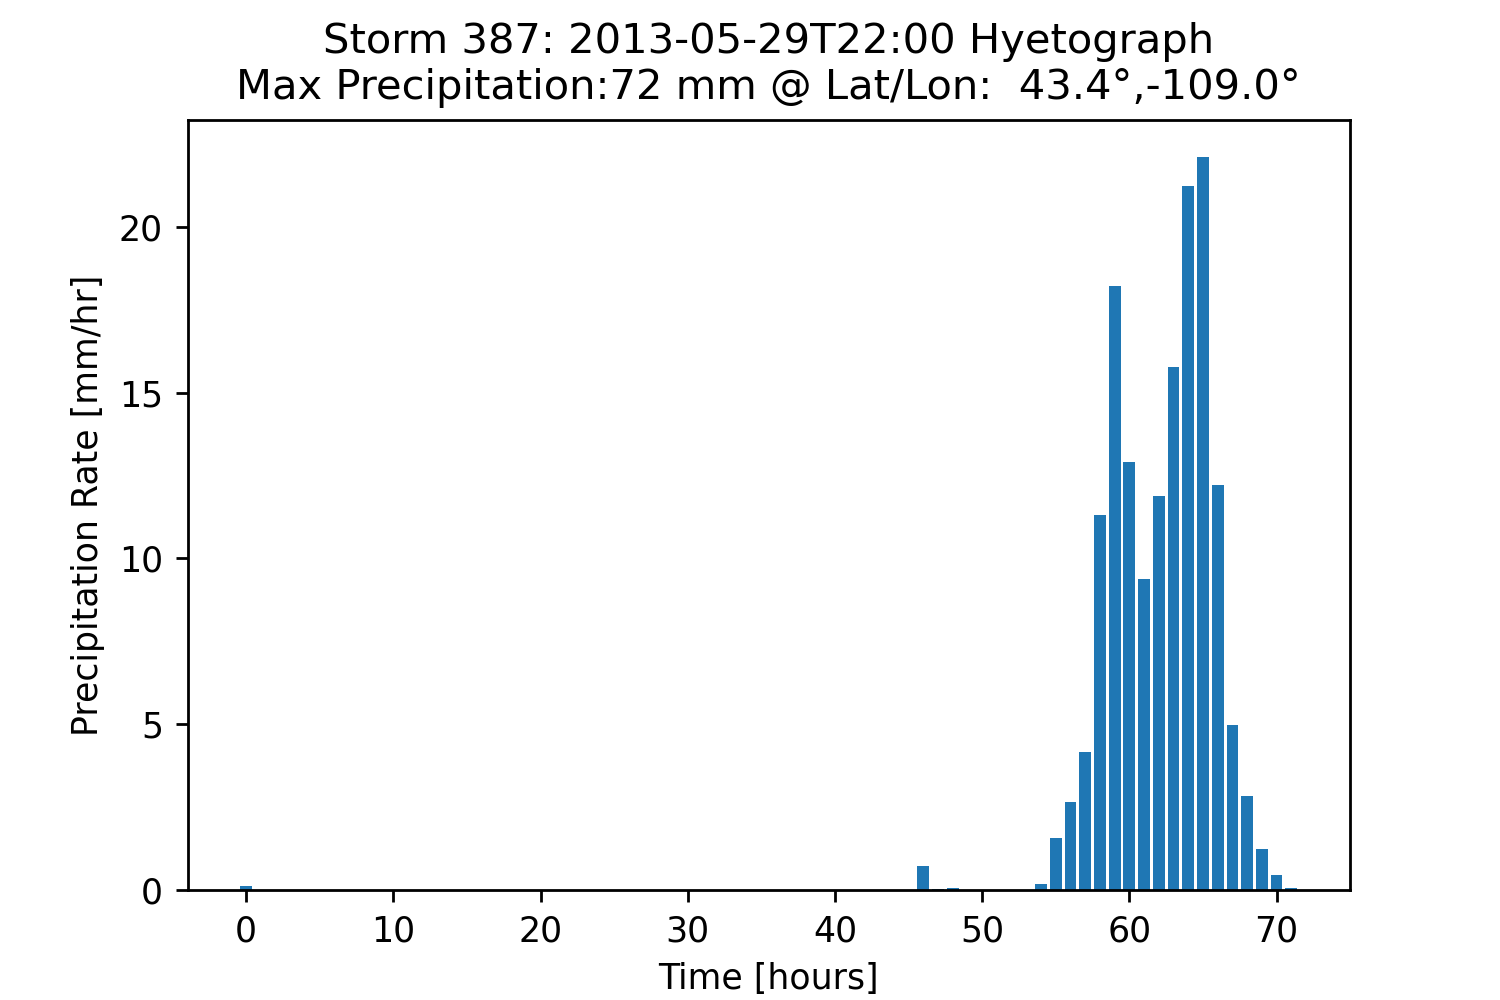 Storm 387: 2013-05-29T22:00 Hyetograph
Max Precipitation:72 mm @ Lat/Lon:  43.4°,-109.0°
20
15
10
5
0
Precipitation Rate [mm/hr]
0 10 20 30 40 50 60 70
Time [hours]